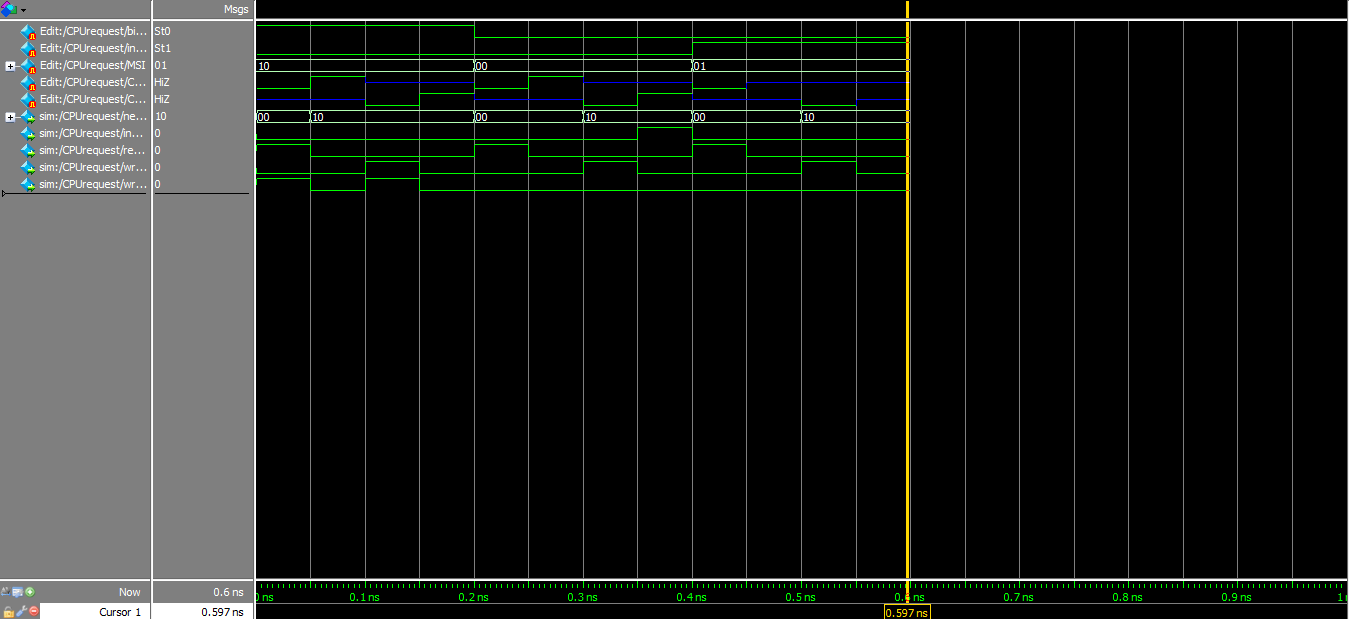 Msgs
Edit:/CPUrequest/bi... St0
Edit:/CPUrequest/in... St1
Edit:/CPUrequest/MSI 01 10 00 01
Edit:/CPUrequest/C... HiZ
Edit:/CPUrequest/C... HiZ
sim:/CPUrequest/ne... 10 00 10 00 10 00 10
sim:/CPUrequest/in... 0
sim:/CPUrequest/re... 0
sim:/CPUrequest/wr... 0
sim:/CPUrequest/wr... 0
Now 0.6 ns ns 0.1 ns 0.2 ns 0.3 ns 0.4 ns 0.5 ns 0.6 ns 0.7 ns 0.8 ns 0.9 ns 1
Cursor 1 0.597 ns 0.597 ns